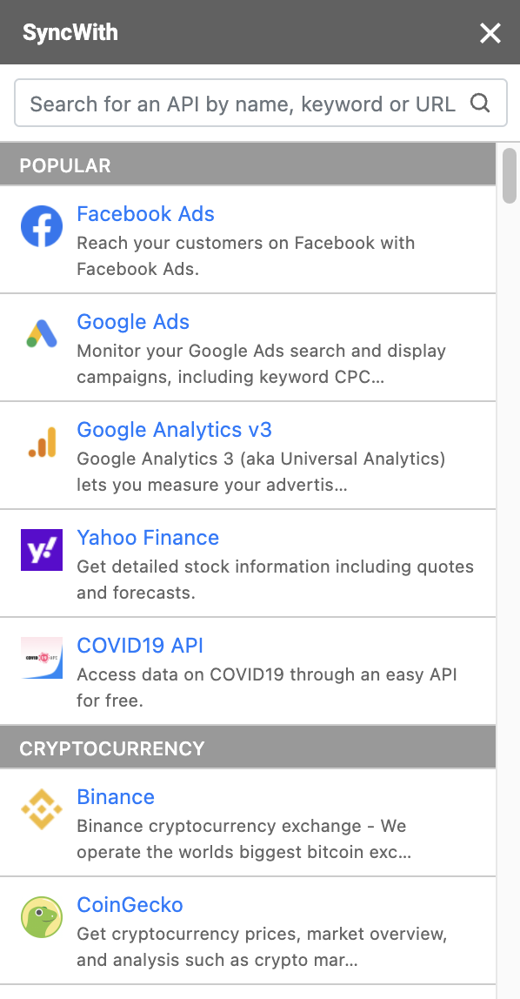 SyncWith
Search for an API by name, keyword or URL
POPULAR
Facebook Ads
Reach your customers on Facebook with
Facebook Ads.
Google Ads
Monitor your Google Ads search and display
campaigns, including keyword CPC...
Google Analytics v3
Google Analytics 3 (aka Universal Analytics)
lets you measure your advertis...
y!
Yahoo Finance
Get detailed stock information including quotes
and forecasts.
COVID19 API
Access data on COVID19 through an easy API
for free.
CRYPTOCURRENCY
Binance
Binance cryptocurrency exchange - We
operate the worlds biggest bitcoin exc...
CoinGecko
Get cryptocurrency prices, market overview,
and analysis such as crypto mar...